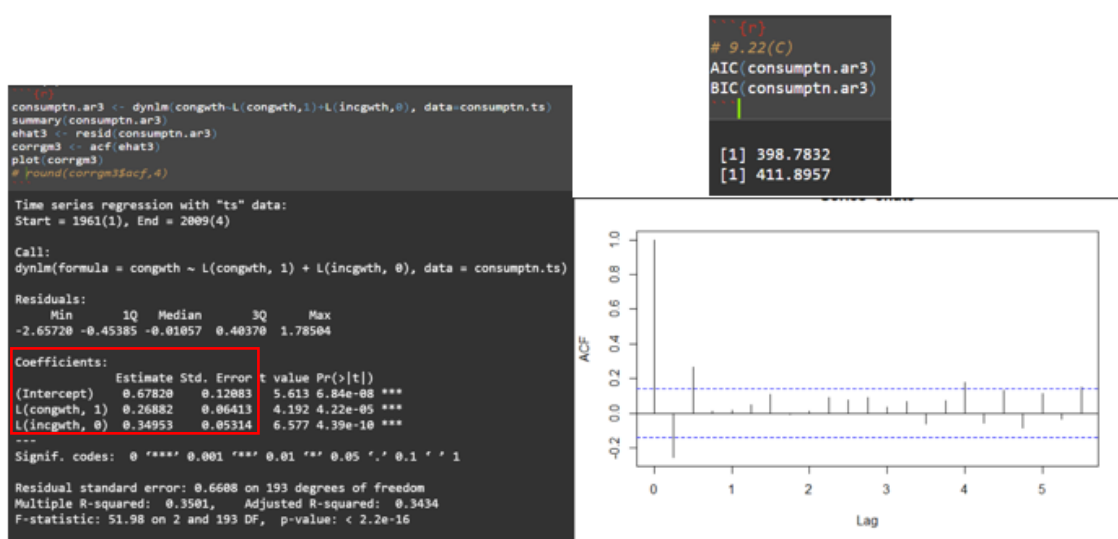 ```{r}
# 9.22(C)
AIC(consumptn.ar3)
BIC(consumptn.ar3)
```
[1] 398.7832
[1] 411.8957
{r}
consumptn.ar3 <- dynlm(congwth~L(congwth,1)+L(incgwth,0), data=consumptn.ts)
summary(consumptn.ar3)
ehat3 <- resid(consumptn.ar3)
corrgm3 <- acf(ehat3)
plot(corrgm3)
# round(corrgm3$acf,4)
Time series regression with "ts" data:
Start = 1961(1), End = 2009(4)
Call:
dynlm(formula = congwth ~ L(congwth, 1) + L(incgwth, 0), data = consumptn.ts)
Residuals:
Min 1Q Median 3Q Max
-2.65720 -0.45385 -0.01057 0.40370 1.78504
Coefficients:
Estimate Std. Error t value Pr(>|t|)
(Intercept) 0.67820 0.12083 5.613 6.84e-08 ***
L(congwth, 1) 0.26882 0.06413 4.192 4.22e-05 ***
L(incgwth, 0) 0.34953 0.05314 6.577 4.39e-10 ***
---
Signif. codes: 0 ‘***’ 0.001 ‘**’ 0.01 ‘*’ 0.05 ‘.’ 0.1 ‘ ’ 1
Residual standard error: 0.6608 on 193 degrees of freedom
Multiple R-squared: 0.3501, Adjusted R-squared: 0.3434
F-statistic: 51.98 on 2 and 193 DF, p-value: < 2.2e-16
ACF
1.0
0.8
0.6
0.4
0.2
0.0
-0.2
0 1 2 3 4 5
Lag